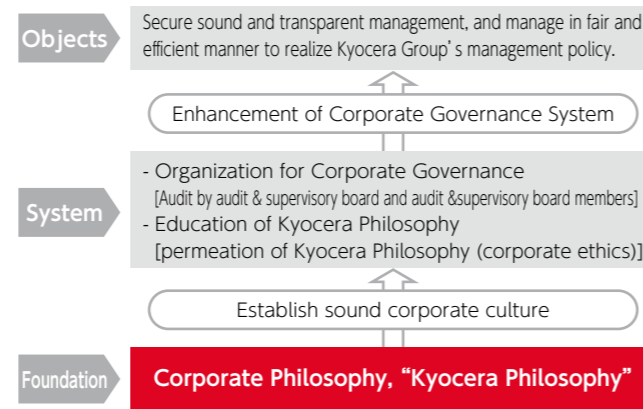 Objects
Secure sound and transparent management, and manage in fair and
efficient manner to realize Kyocera Group's management policy.
Enhancement of Corporate Governance System
System
- Organization for Corporate Governance
[Audit by audit & supervisory board and audit &supervisory board members]
- Education of Kyocera Philosophy
[permeation of Kyocera Philosophy (corporate ethics)]
Establish sound corporate culture
Foundation
Corporate Philosophy, “Kyocera Philosophy”